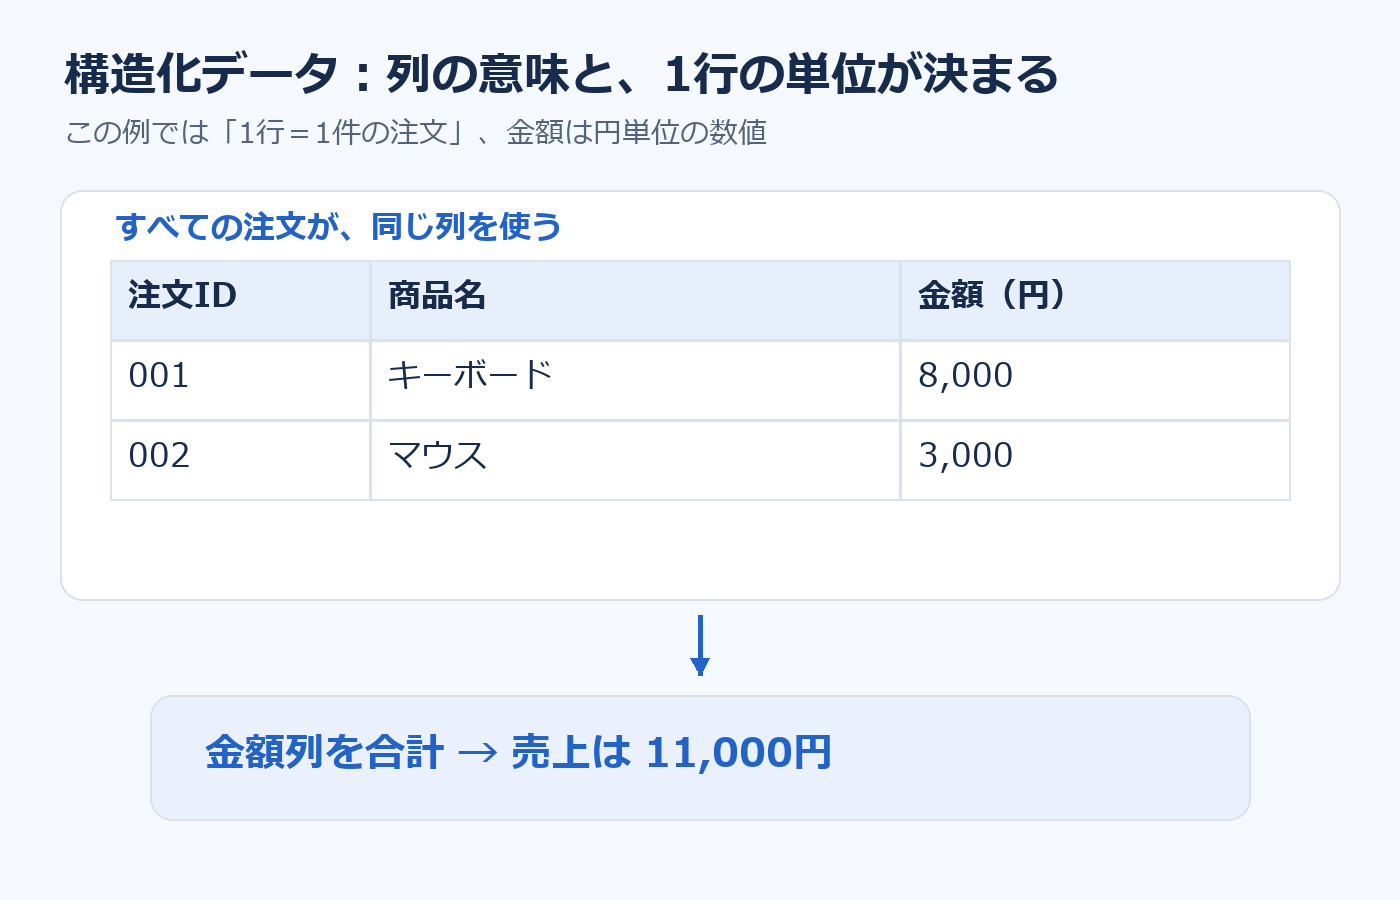 構造化データ：列の意味と、1行の単位が決まる
この例では「1行＝1件の注文」、金額は円単位の数値
すべての注文が、同じ列を使う
注文ID 商品名 金額（円）
001 キーボード 8,000
002 マウス 3,000
金額列を合計 → 売上は 11,000円